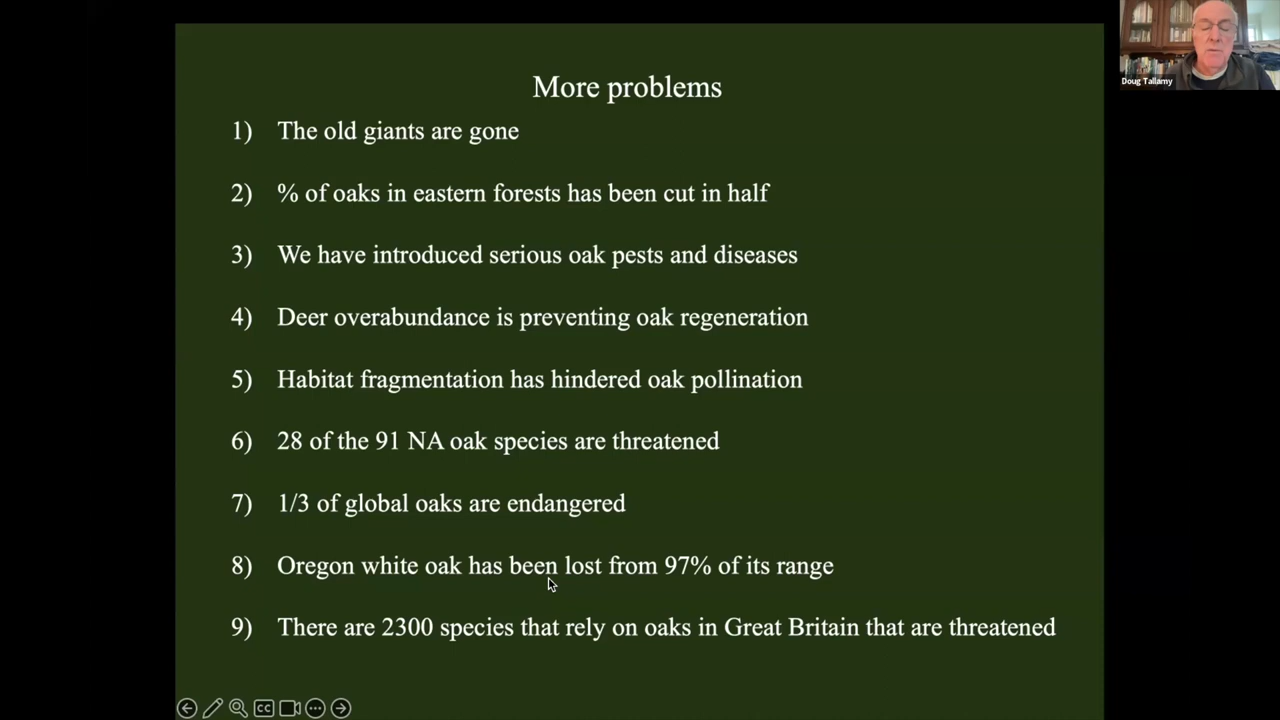 More problems
1) The old giants are gone
2) % of oaks in eastern forests has been cut in half
3) We have introduced serious oak pests and diseases
4) Deer overabundance is preventing oak regeneration
5) Habitat fragmentation has hindered oak pollination
6) 28 of the 91 NA oak species are threatened
7) 1/3 of global oaks are endangered
8) Oregon white oak has been lost from 97% of its range
9) There are 2300 species that rely on oaks in Great Britain that are threatened
Doug Tallamy
CC